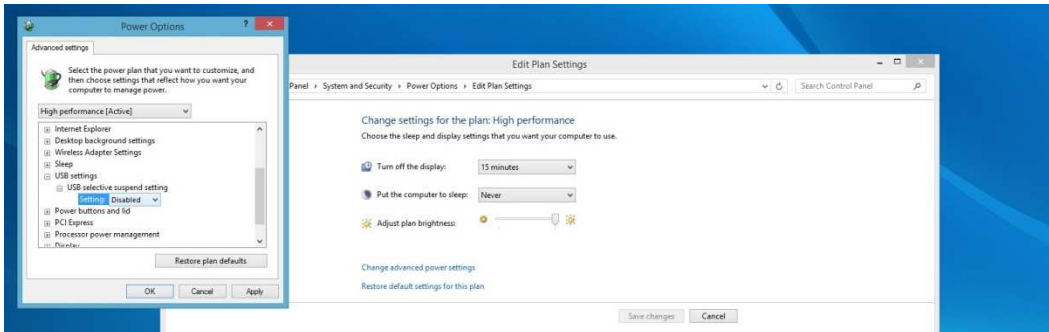 Power Options
?
Advanced settings
Select the power plan that you want to customize, and
then choose settings that reflect how you want your
computer to manage power.
High performance [Active]
Internet Explorer
Desktop background settings
Wireless Adapter Settings
Sleep
USB settings
USB selective suspend setting
Setting: Disabled
Power buttons and lid
PCI Express
Processor power management
Display
Restore plan defaults
OK Cancel Apply
Edit Plan Settings
Panel System and Security Power Options Edit Plan Settings
Search Control Panel
Change settings for the plan: High performance
Choose the sleep and display settings that you want your computer to use.
Turn off the display: 15 minutes
Put the computer to sleep: Never
Adjust plan brightness:
Change advanced power settings
Restore default settings for this plan
Save changes Cancel